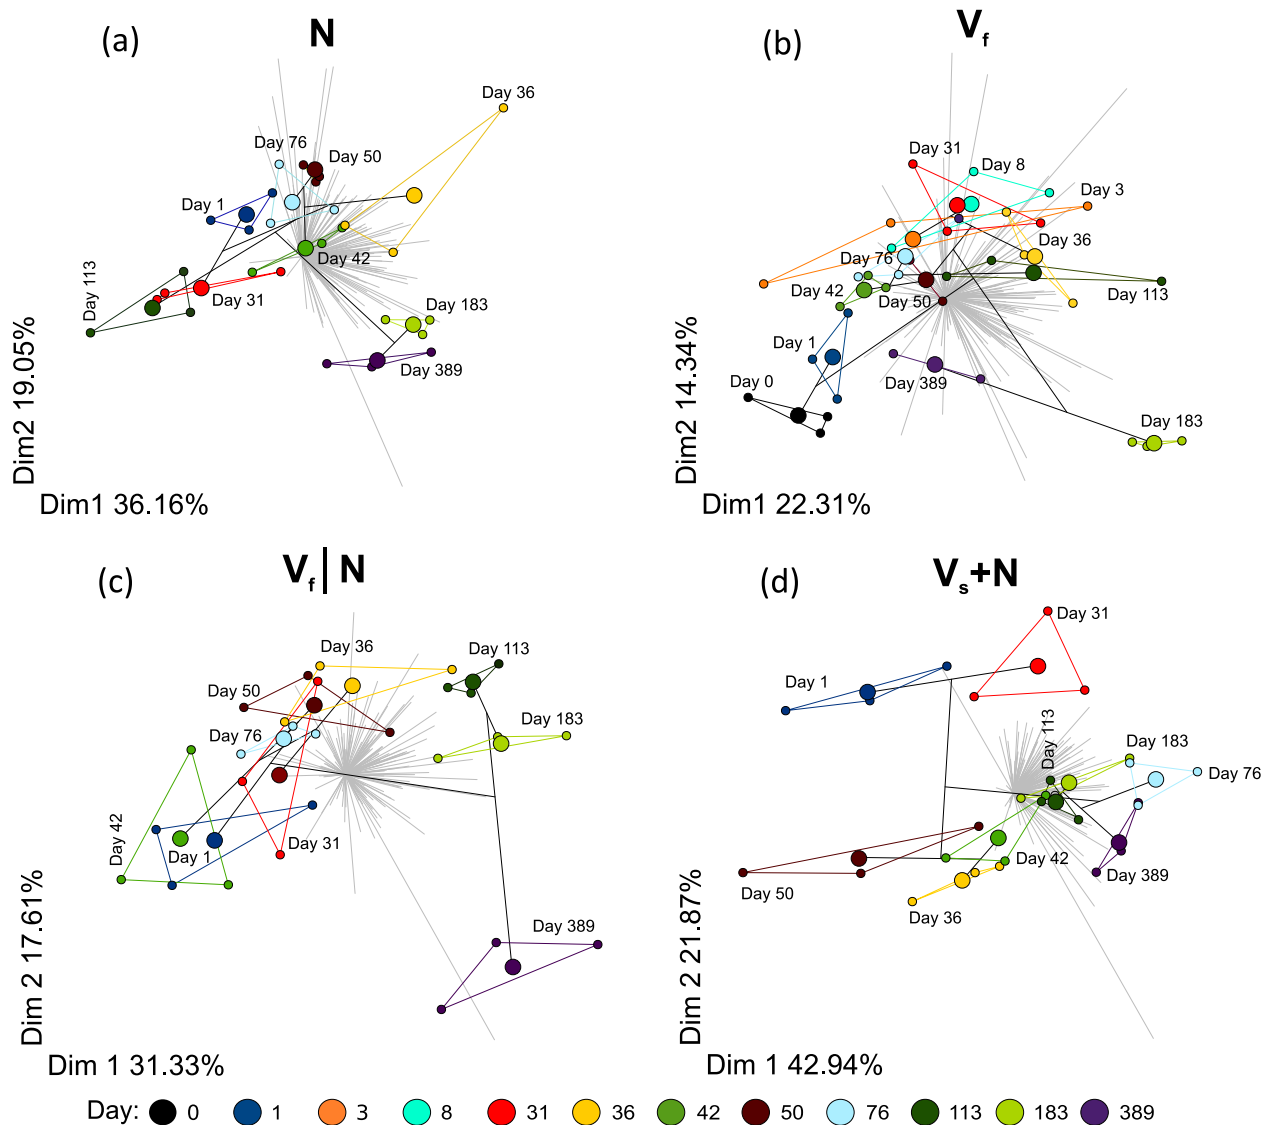 (a)
N
Day 36
Day 76
Day 50
Day 1
Day 42
Day 113
Day 31
Day 183
Day 389
Dim2 19.05%
Dim1 36.16%
(b)
Vf
Day 31
Day 8
Day 3
Day 76
Day 36
Day 42
Day 50
Day 113
Day 1
Day 0
Day 389
Day 183
Dim2 14.34%
Dim1 22.31%
(c)
Vf | N
Day 36
Day 113
Day 50
Day 183
Day 76
Day 42
Day 1
Day 31
Day 389
Dim 2 17.61%
Dim 1 31.33%
(d)
Vs+N
Day 31
Day 1
Day 113
Day 183
Day 76
Day 50
Day 42
Day 389
Day 36
Dim 2 21.87%
Dim 1 42.94%
Day: 0 1 3 8 31 36 42 50 76 113 183 389